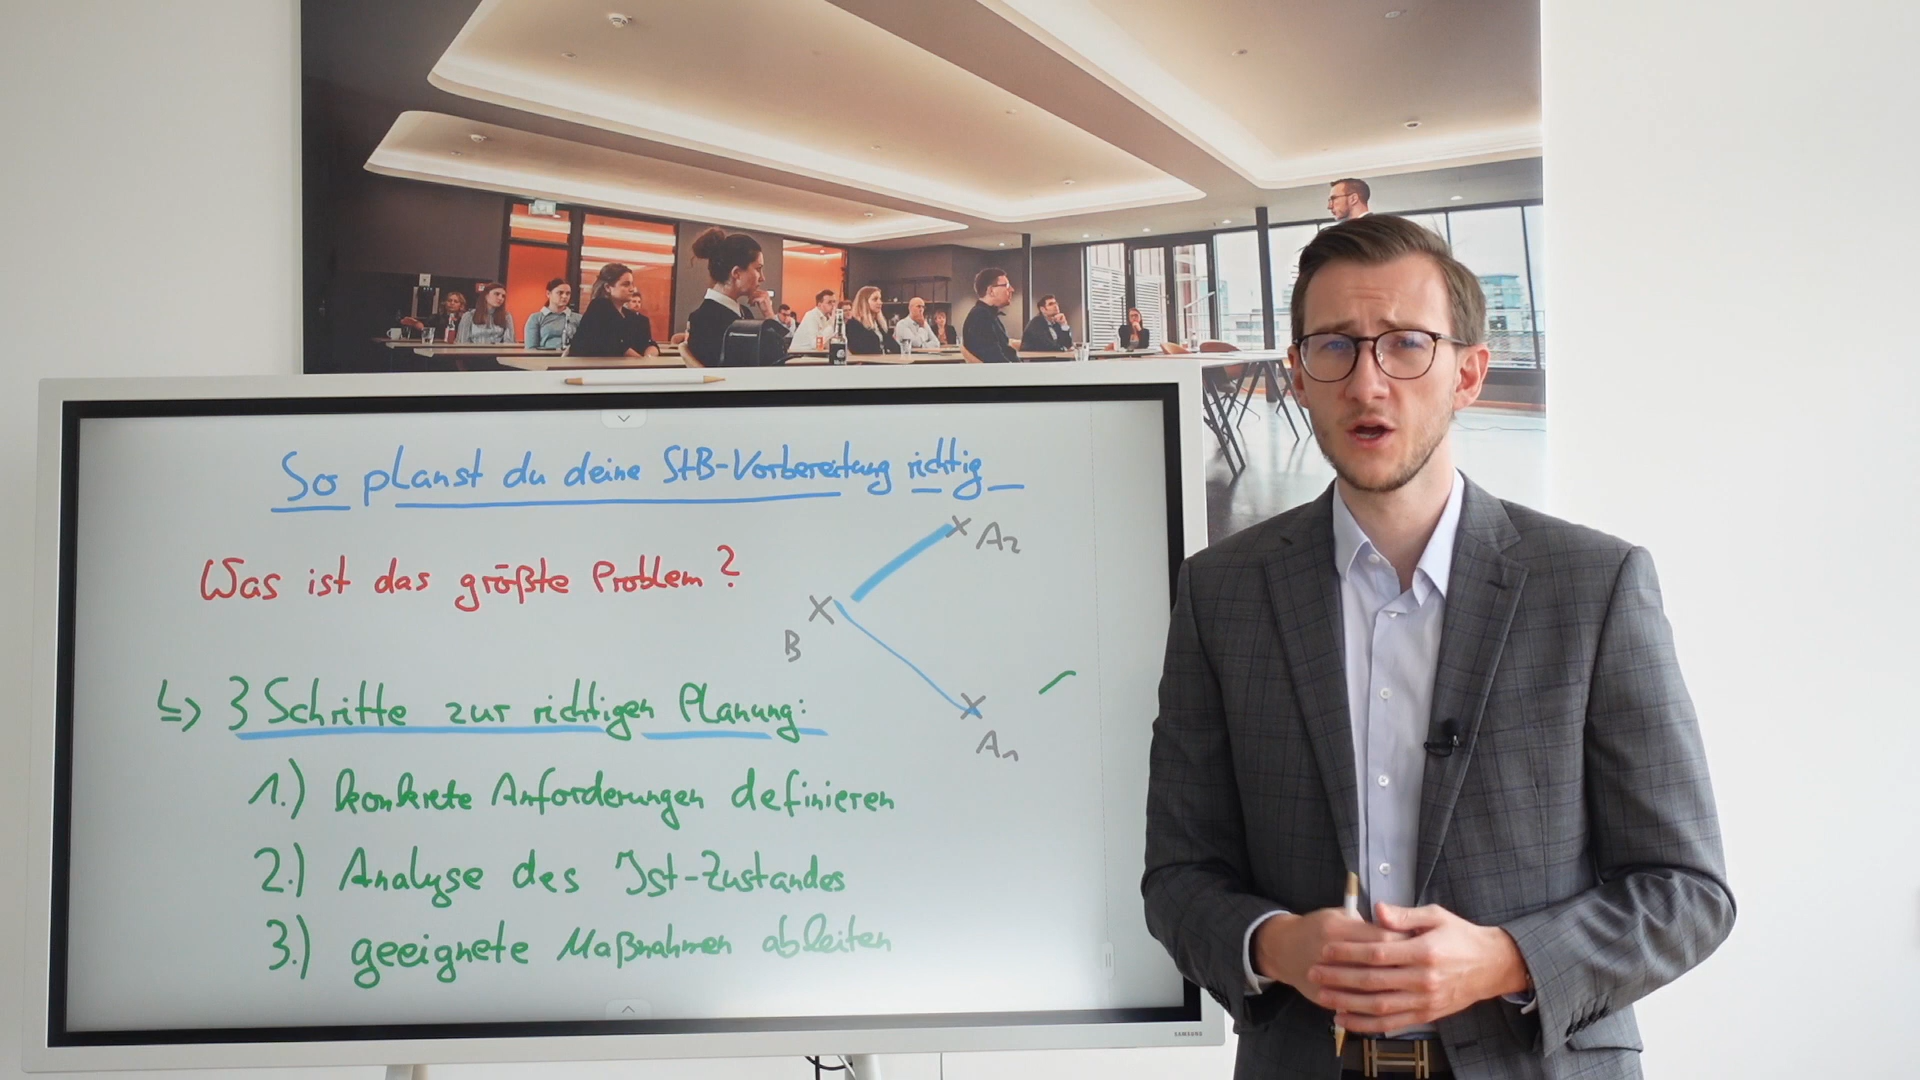 So planst du deine StB-Vorbereitung richtig
Was ist das größte Problem?
A2
B
A1
↳ 3 Schritte zur richtigen Planung:
1.) konkrete Anforderungen definieren
2.) Analyse des Ist-Zustandes
3.) geeignete Maßnahmen ableiten
SAMSUNG